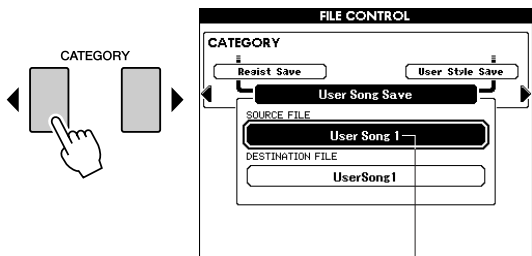 CATEGORY
FILE CONTROL
CATEGORY
Regist Save
User Style Save
User Song Save
SOURCE FILE
User Song 1
DESTINATION FILE
UserSong1